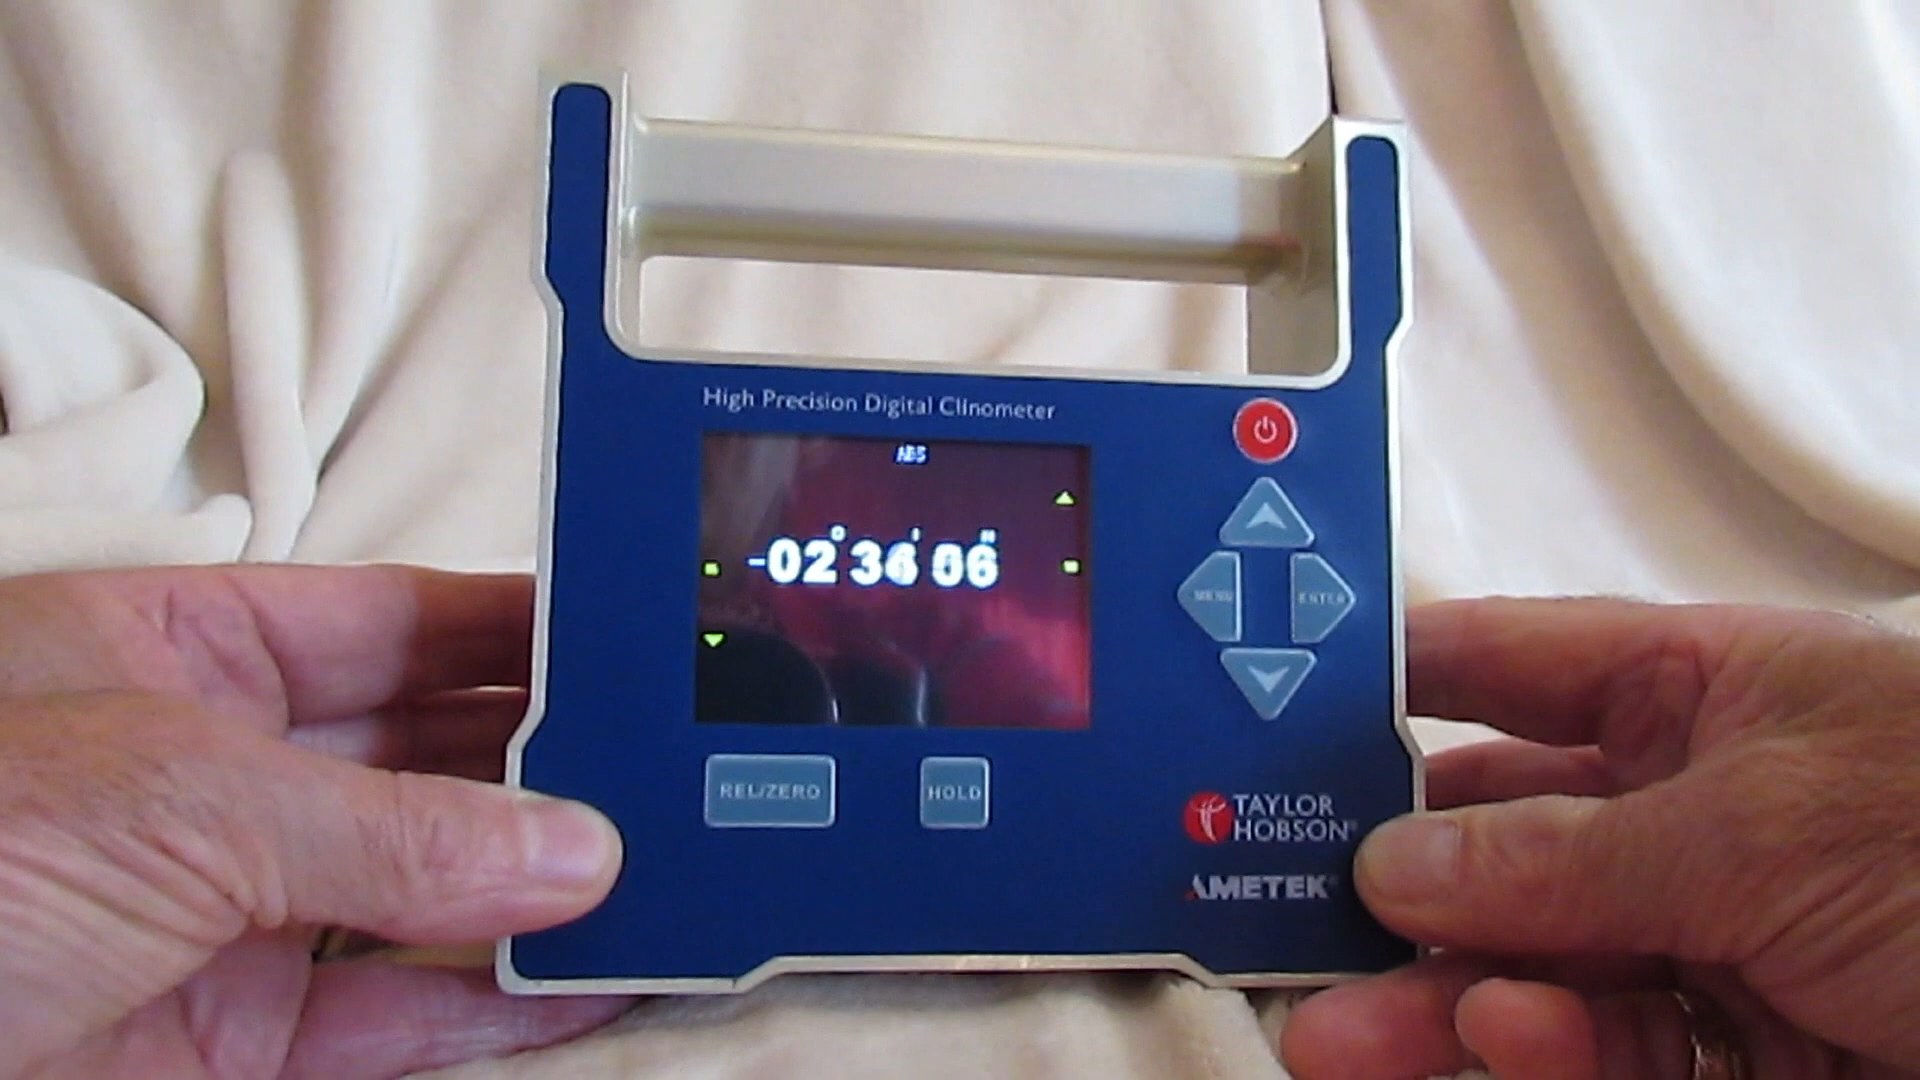 High Precision Digital Clinometer
ABS
-02° 36' 06"
MENU
ENTER
REL/ZERO
HOLD
TAYLOR
HOBSON®
AMETEK®